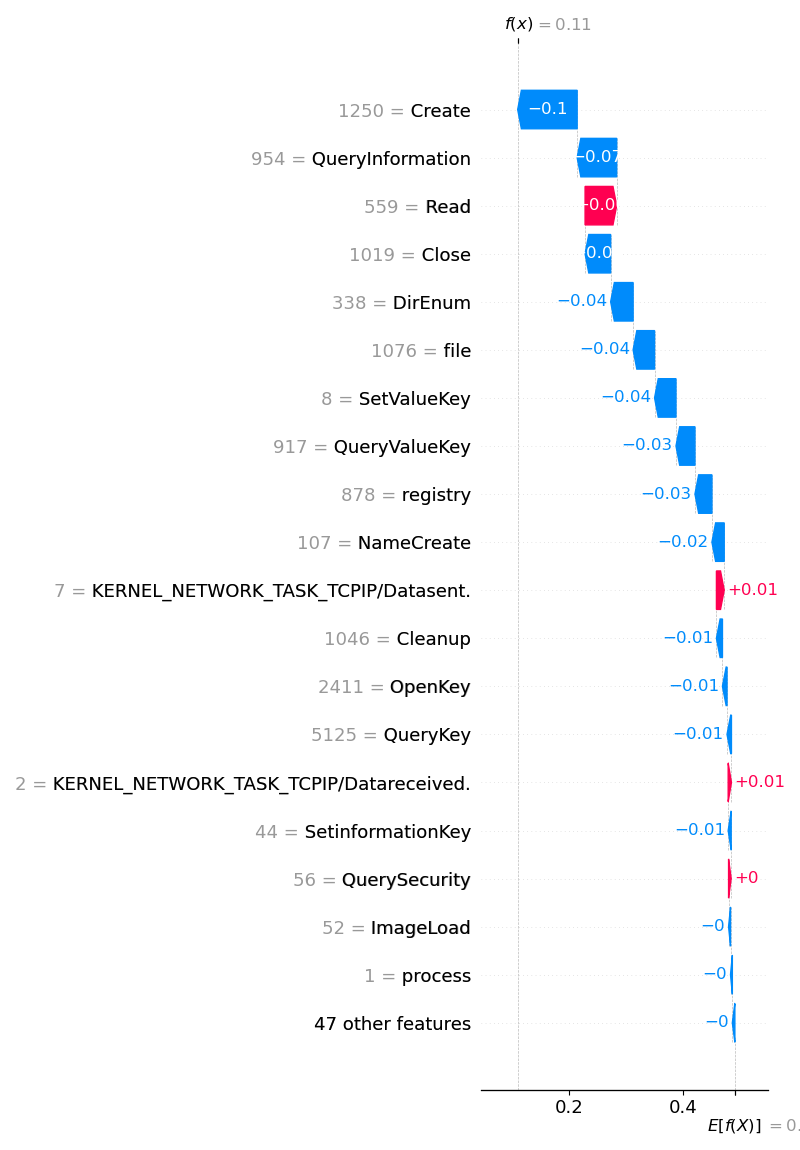 f(x) = 0.11
1250 = Create
−0.1
954 = QueryInformation
−0.07
559 = Read
1019 = Close
338 = DirEnum
−0.04
1076 = file
−0.04
8 = SetValueKey
−0.04
917 = QueryValueKey
−0.03
878 = registry
−0.03
107 = NameCreate
−0.02
7 = KERNEL_NETWORK_TASK_TCPIP/Datasent.
+0.01
1046 = Cleanup
−0.01
2411 = OpenKey
−0.01
5125 = QueryKey
−0.01
2 = KERNEL_NETWORK_TASK_TCPIP/Datareceived.
+0.01
44 = SetinformationKey
−0.01
56 = QuerySecurity
+0
52 = ImageLoad
−0
1 = process
−0
47 other features
−0
0.2 0.4
E[f(X)] = 0.